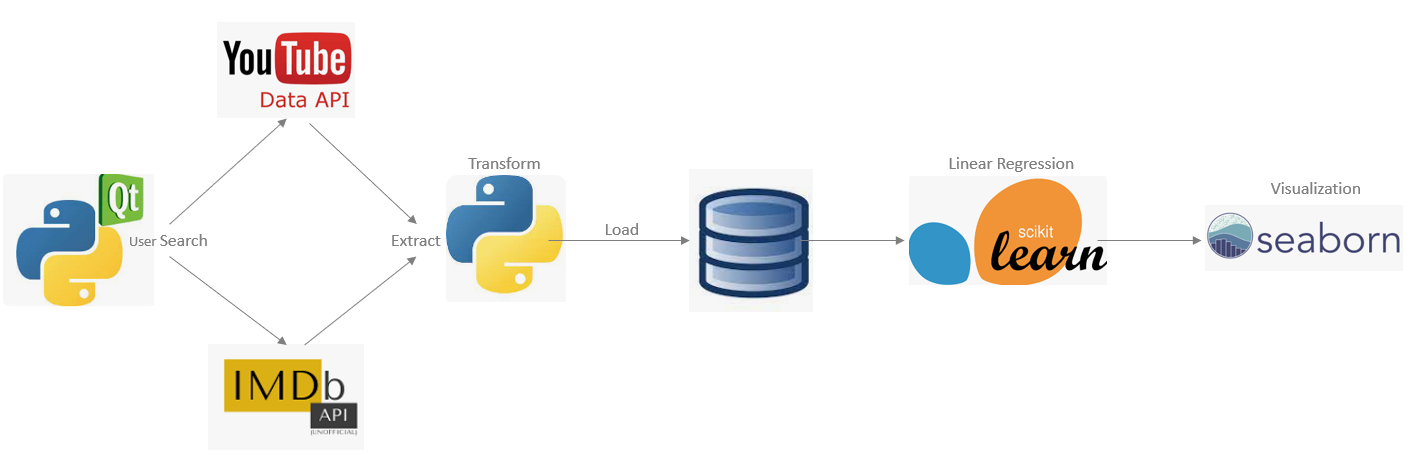 YouTube
Data API
Qt
User Search
IMDb
API
(UNOFFICIAL)
Extract
Transform
Load
Linear Regression
scikit
learn
Visualization
seaborn